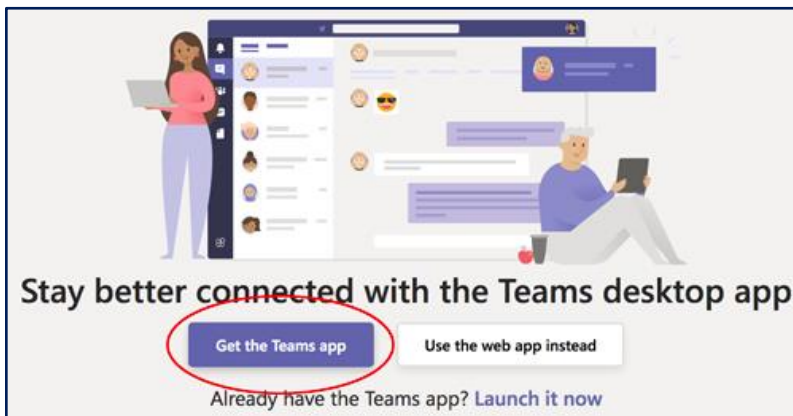 Stay better connected with the Teams desktop app
Get the Teams app
Use the web app instead
Already have the Teams app? Launch it now